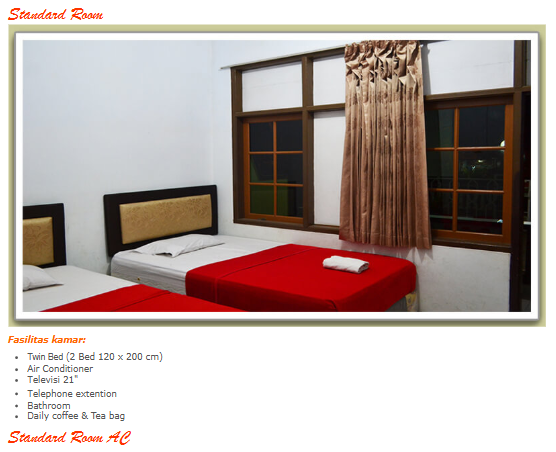 Standard Room
Fasilitas kamar:
Twin Bed (2 Bed 120 x 200 cm)
Air Conditioner
Televisi 21"
Telephone extention
Bathroom
Daily coffee & Tea bag
Standard Room AC